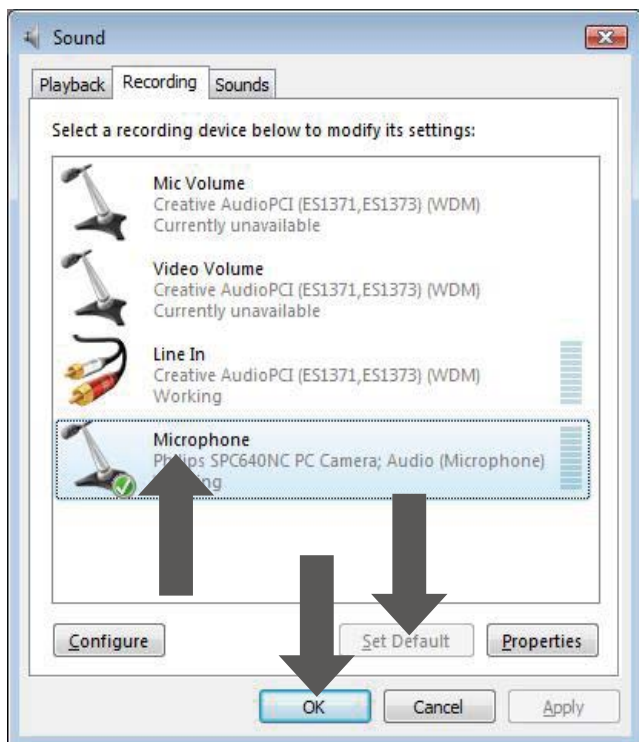 Sound
Playback Recording Sounds
Select a recording device below to modify its settings:
Mic Volume
Creative AudioPCI (ES1371,ES1373) (WDM)
Currently unavailable
Video Volume
Creative AudioPCI (ES1371,ES1373) (WDM)
Currently unavailable
Line In
Creative AudioPCI (ES1371,ES1373) (WDM)
Working
Microphone
Philips SPC640NC PC Camera; Audio (Microphone)
Configure Set Default Properties
OK Cancel Apply